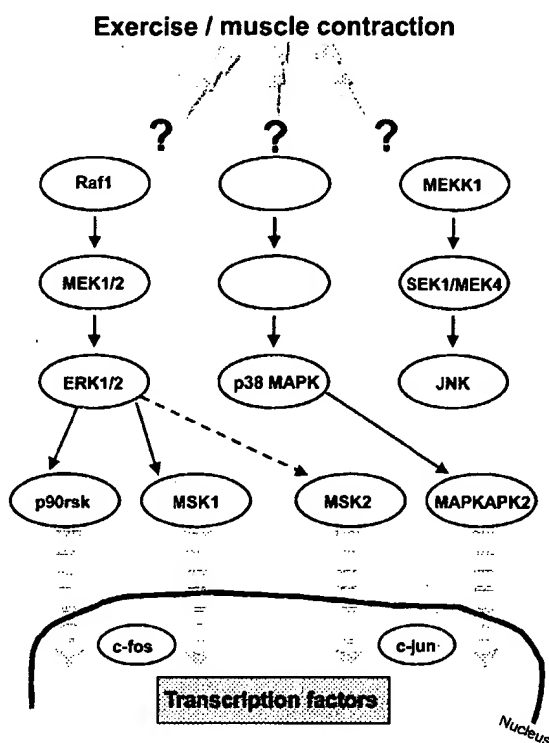 Exercise / muscle contraction
? ? ?
Raf1 MEKK1
MEK1/2 SEK1/MEK4
ERK1/2 p38 MAPK JNK
p90rsk MSK1 MSK2 MAPKAPK2
c-fos c-jun
Transcription factors
Nucleus